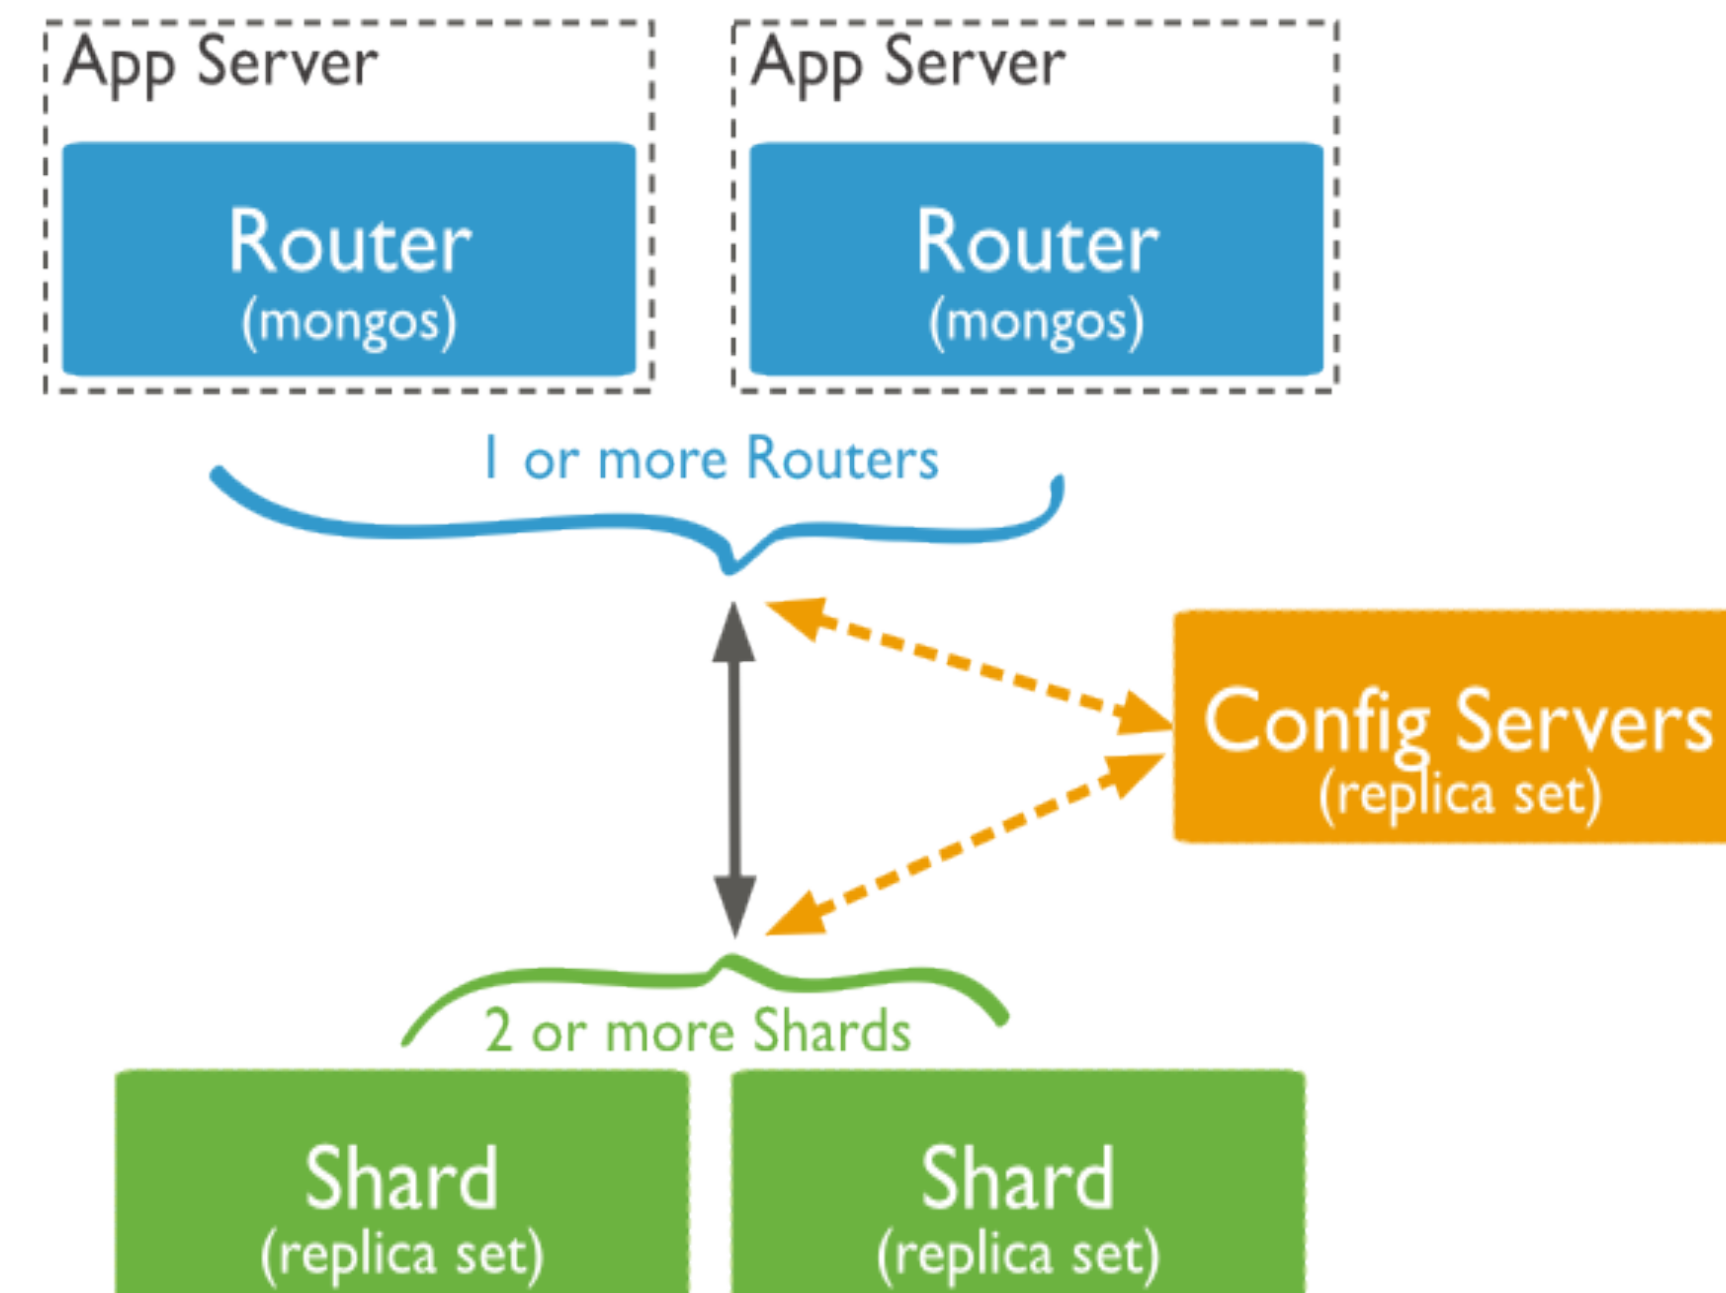 App Server
App Server
Router
(mongos)
Router
(mongos)
1 or more Routers
Config Servers
(replica set)
2 or more Shards
Shard
(replica set)
Shard
(replica set)